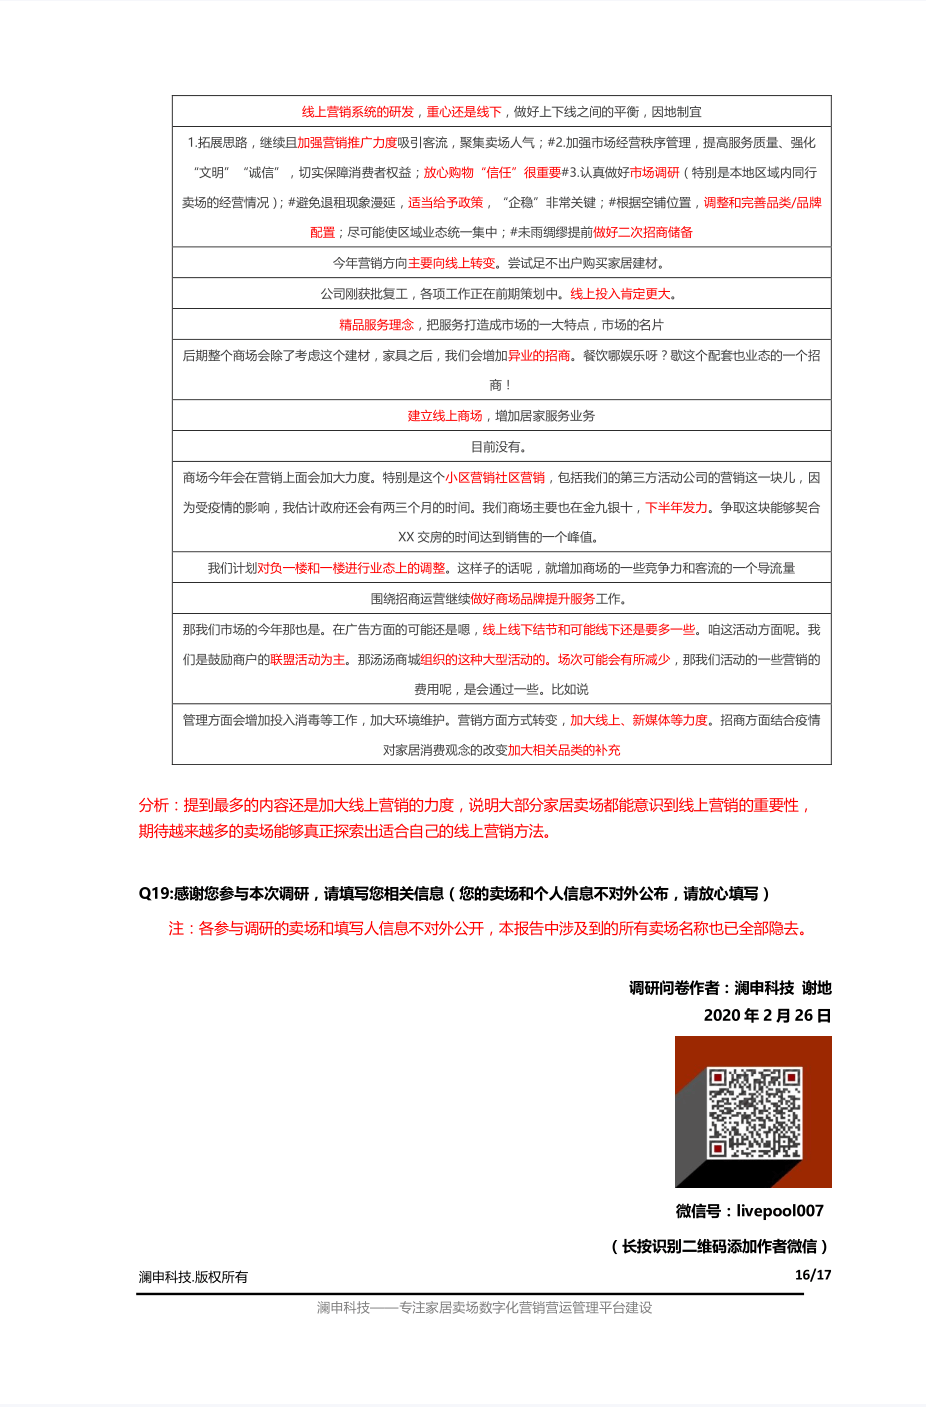 线上营销系统的研发，重心还是线下，做好上下线之间的平衡，因地制宜
1.拓展思路，继续且加强营销推广力度吸引客流，聚集卖场人气；#2.加强市场经营秩序管理，提高服务质量、强化
“文明”“诚信”，切实保障消费者权益；放心购物“信任”很重要#3.认真做好市场调研（特别是本地区域内同行
卖场的经营情况）；#避免退租现象漫延，适当给予政策，“企稳”非常关键；#根据空铺位置，调整和完善品类/品牌
配置；尽可能使区域业态统一集中；#未雨绸缪提前做好二次招商储备
今年营销方向主要向线上转变。尝试足不出户购买家居建材。
公司刚获批复工，各项工作正在前期策划中。线上投入肯定更大。
精品服务理念，把服务打造成市场的一大特点，市场的名片
后期整个商场会除了考虑这个建材，家具之后，我们会增加异业的招商。餐饮哪娱乐呀？歇这个配套也业态的一个招
商！
建立线上商场，增加居家服务业务
目前没有。
商场今年会在营销上面会加大力度。特别是这个小区营销社区营销，包括我们的第三方活动公司的营销这一块儿，因
为受疫情的影响，我估计政府还会有两三个月的时间。我们商场主要也在金九银十，下半年发力。争取这块能够契合
XX 交房的时间达到销售的一个峰值。
我们计划对负一楼和一楼进行业态上的调整。这样子的话呢，就增加商场的一些竞争力和客流的一个导流量
围绕招商运营继续做好商场品牌提升服务工作。
那我们市场的今年那也是。在广告方面的可能还是嗯，线上线下结节和可能线下还是要多一些。咱这活动方面呢。我
们是鼓励商户的联盟活动为主。那汤汤商城组织的这种大型活动的。场次可能会有所减少，那我们活动的一些营销的
费用呢，是会通过一些。比如说
管理方面会增加投入消毒等工作，加大环境维护。营销方面方式转变，加大线上、新媒体等力度。招商方面结合疫情
对家居消费观念的改变加大相关品类的补充
分析：提到最多的内容还是加大线上营销的力度，说明大部分家居卖场都能意识到线上营销的重要性，
期待越来越多的卖场能够真正探索出适合自己的线上营销方法。
Q19:感谢您参与本次调研，请填写您相关信息（您的卖场和个人信息不对外公布，请放心填写）
注：各参与调研的卖场和填写人信息不对外公开，本报告中涉及到的所有卖场名称也已全部隐去。
调研问卷作者：澜申科技 谢地
2020 年 2 月 26 日
微信号：livepool007
（长按识别二维码添加作者微信）
澜申科技.版权所有
16/17
澜申科技——专注家居卖场数字化营销营运管理平台建设